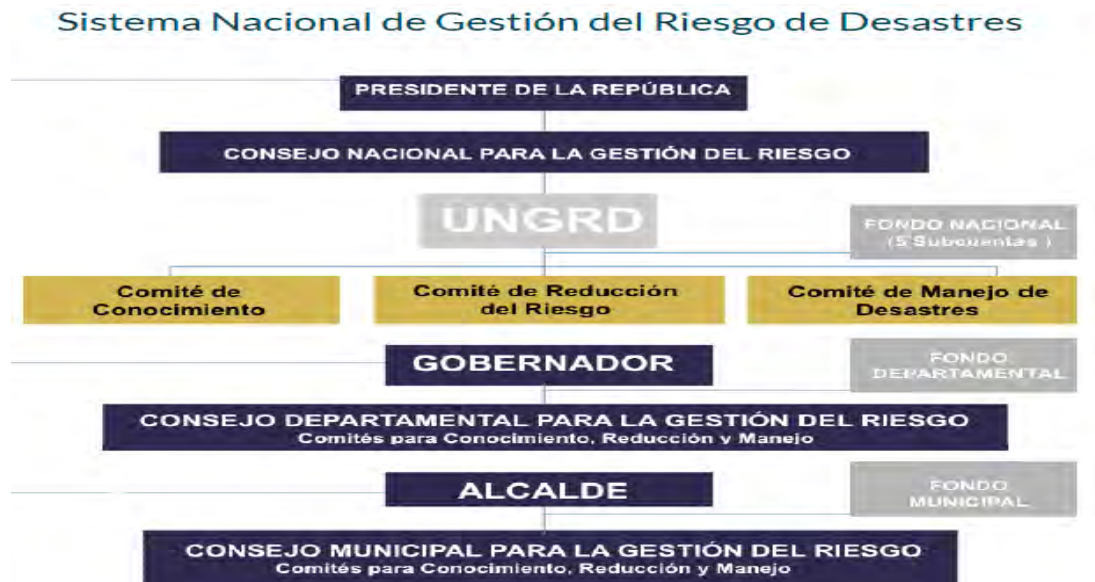 Sistema Nacional de Gestión del Riesgo de Desastres
PRESIDENTE DE LA REPÚBLICA
CONSEJO NACIONAL PARA LA GESTIÓN DEL RIESGO
UNGRD
FONDO NACIONAL
(5 Subcuentas )
Comité de
Conocimiento
Comité de Reducción
del Riesgo
Comité de Manejo de
Desastres
GOBERNADOR
FONDO
DEPARTAMENTAL
CONSEJO DEPARTAMENTAL PARA LA GESTIÓN DEL RIESGO
Comités para Conocimiento, Reducción y Manejo
ALCALDE
FONDO
MUNICIPAL
CONSEJO MUNICIPAL PARA LA GESTIÓN DEL RIESGO
Comités para Conocimiento, Reducción y Manejo